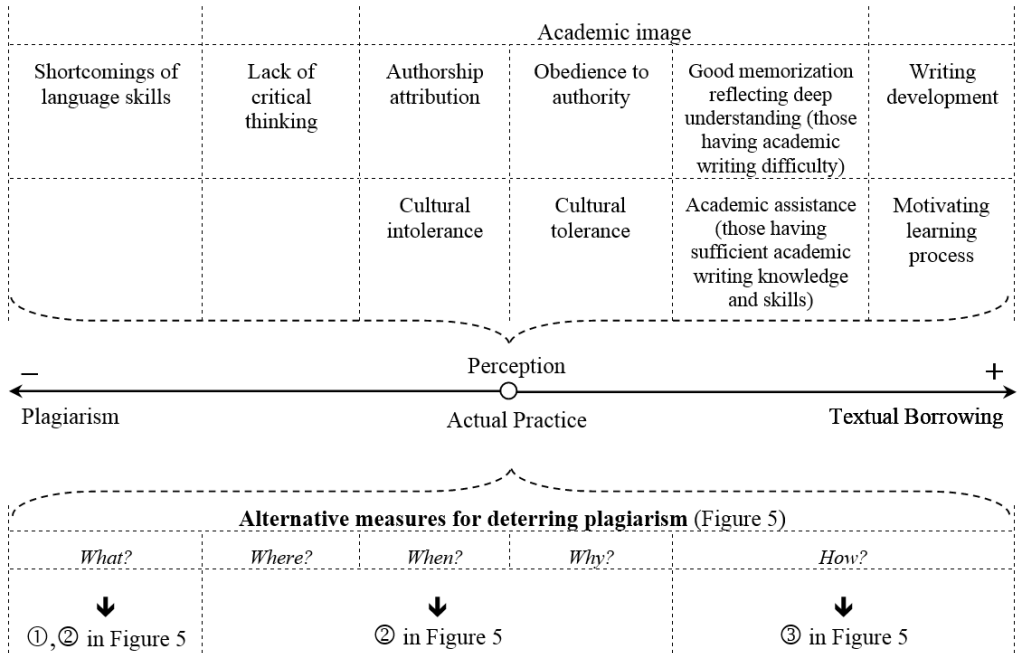 Academic image
Shortcomings of
language skills
Lack of
critical
thinking
Authorship
attribution
Obedience to
authority
Good memorization
reflecting deep
understanding (those
having academic
writing difficulty)
Writing
development
Cultural
intolerance
Cultural
tolerance
Academic assistance
(those having
sufficient academic
writing knowledge
and skills)
Motivating
learning
process
– Perception +
Plagiarism Actual Practice Textual Borrowing
Alternative measures for deterring plagiarism (Figure 5)
What? Where? When? Why? How?
①,② in Figure 5 ② in Figure 5 ③ in Figure 5